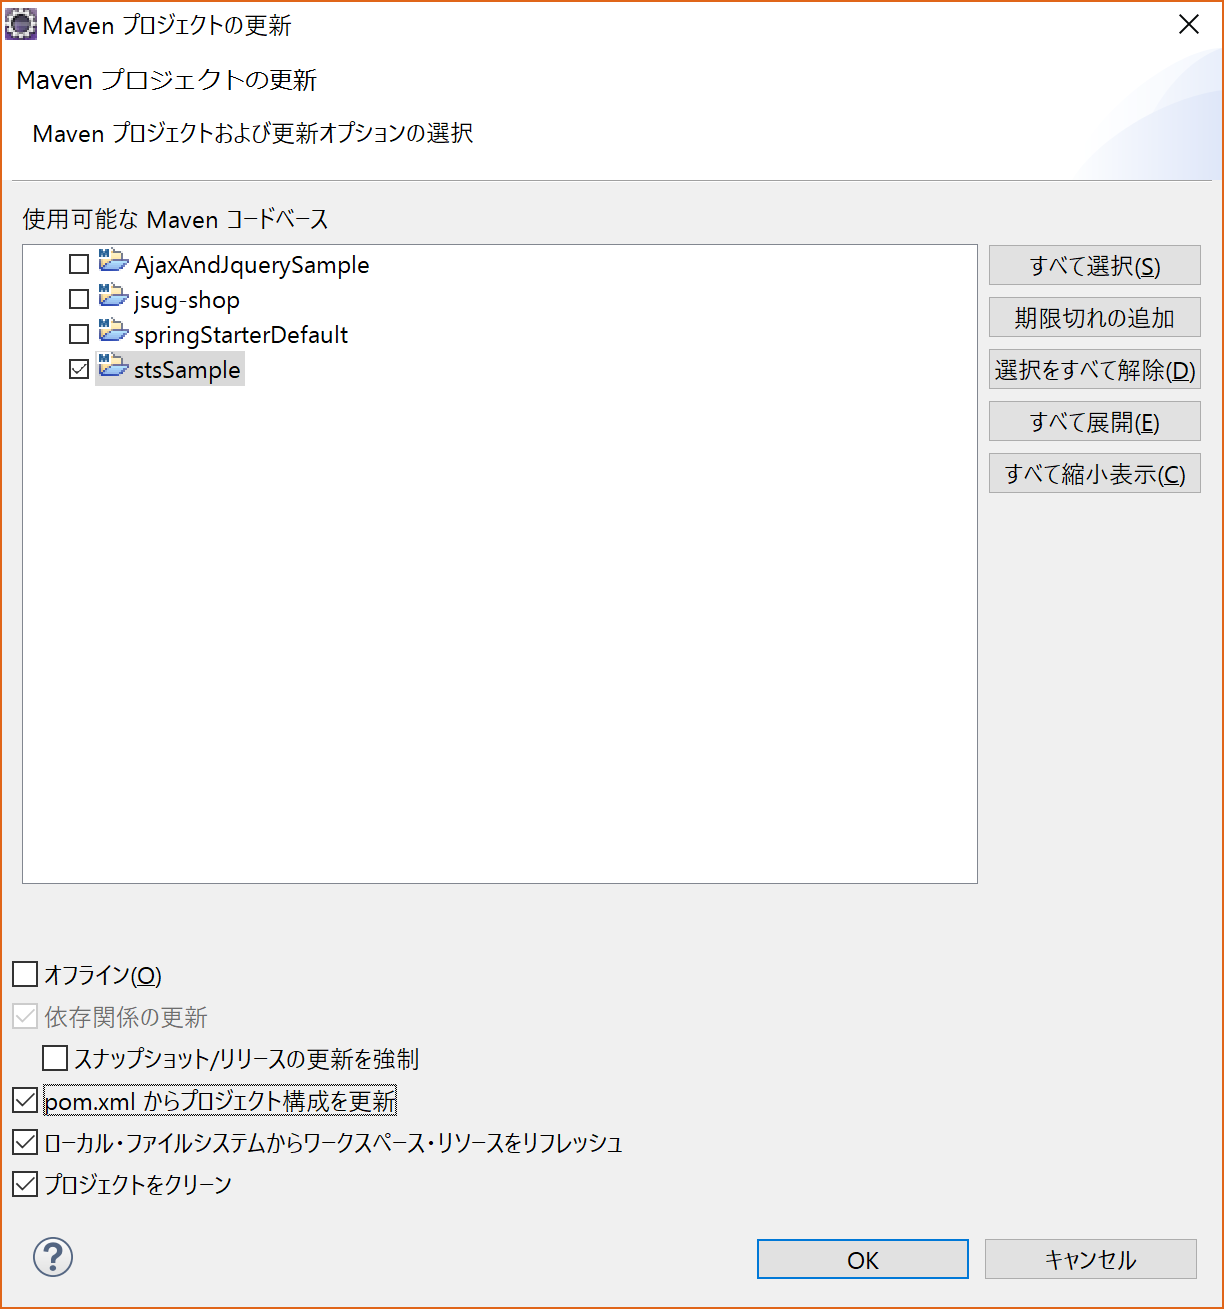 Maven プロジェクトの更新
Maven プロジェクトの更新
Maven プロジェクトおよび更新オプションの選択
使用可能な Maven コードベース
AjaxAndJquerySample
jsug-shop
springStarterDefault
stsSample
すべて選択(S)
期限切れの追加
選択をすべて解除(D)
すべて展開(E)
すべて縮小表示(C)
オフライン(O)
依存関係の更新
スナップショット/リリースの更新を強制
pom.xml からプロジェクト構成を更新
ローカル・ファイルシステムからワークスペース・リソースをリフレッシュ
プロジェクトをクリーン
OK
キャンセル